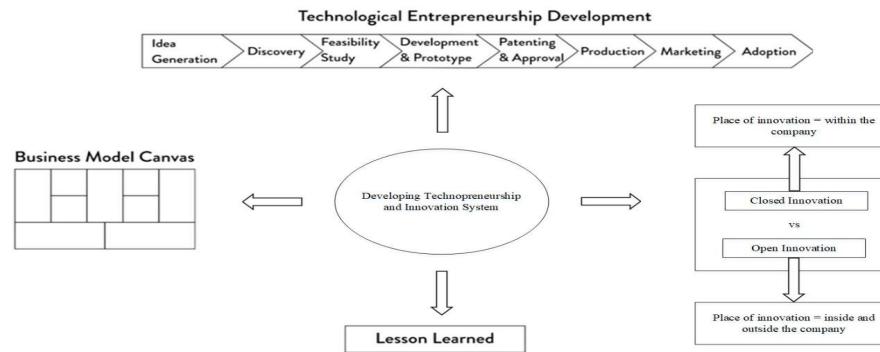 Technological Entrepreneurship Development
Idea
Generation
Discovery
Feasibility
Study
Development
& Prototype
Patenting
& Approval
Production
Marketing
Adoption
Place of innovation = within the
company
Business Model Canvas
Developing Technopreneurship
and Innovation System
Closed Innovation
vs
Open Innovation
Place of innovation = inside and
outside the company
Lesson Learned